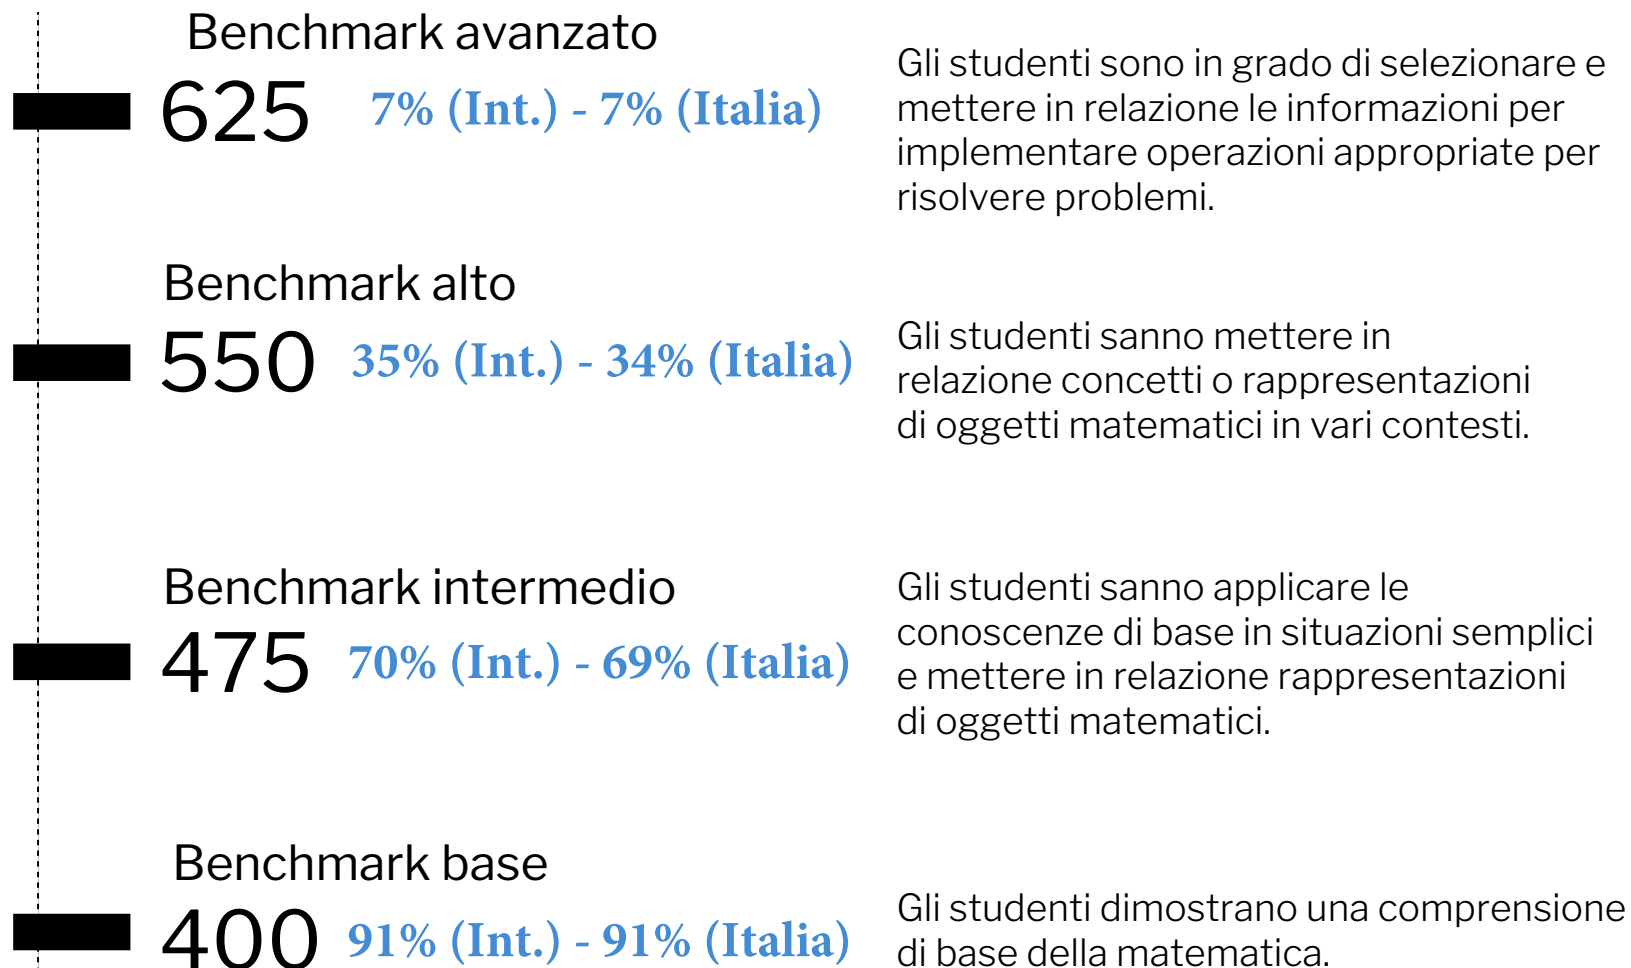 Benchmark avanzato
625 7% (Int.) - 7% (Italia)
Gli studenti sono in grado di selezionare e
mettere in relazione le informazioni per
implementare operazioni appropriate per
risolvere problemi.
Benchmark alto
550 35% (Int.) - 34% (Italia)
Gli studenti sanno mettere in
relazione concetti o rappresentazioni
di oggetti matematici in vari contesti.
Benchmark intermedio
475 70% (Int.) - 69% (Italia)
Gli studenti sanno applicare le
conoscenze di base in situazioni semplici
e mettere in relazione rappresentazioni
di oggetti matematici.
Benchmark base
400 91% (Int.) - 91% (Italia)
Gli studenti dimostrano una comprensione
di base della matematica.